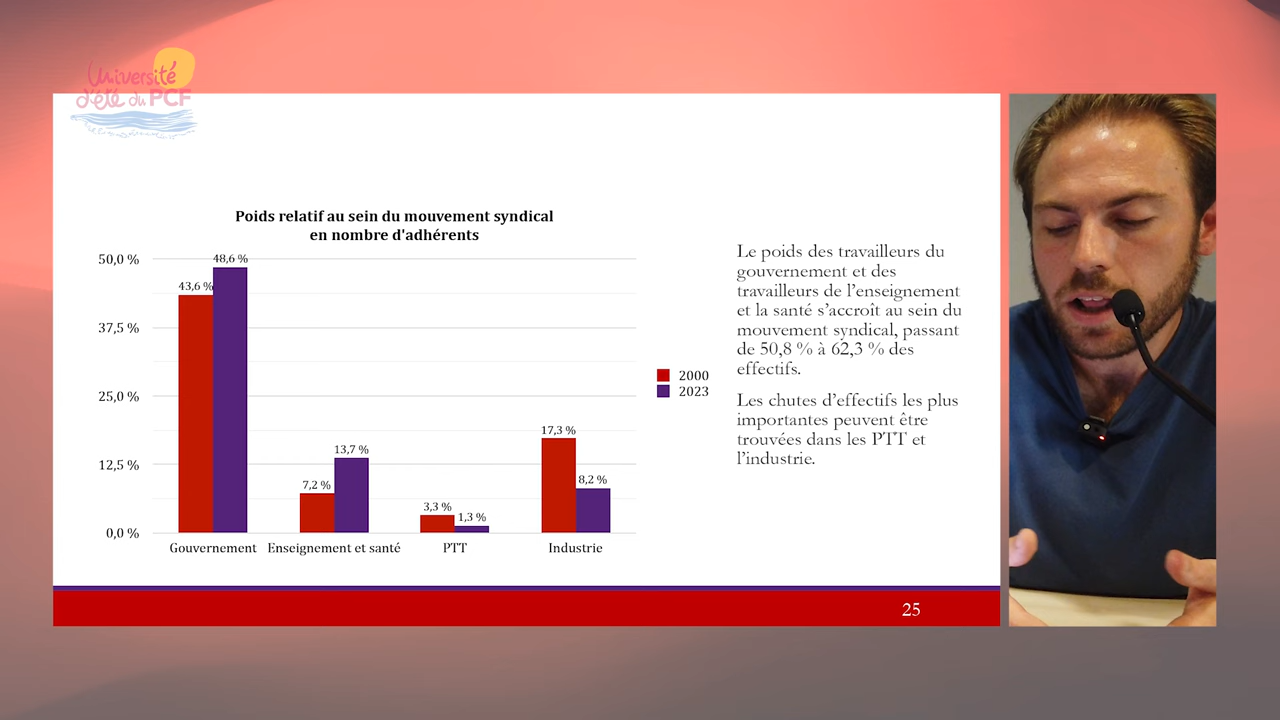 Université
d'été du PCF
Poids relatif au sein du mouvement syndical
en nombre d'adhérents
50,0 %
37,5 %
25,0 %
12,5 %
0,0 %
43,6 %
48,6 %
7,2 %
13,7 %
3,3 %
1,3 %
17,3 %
8,2 %
Gouvernement
Enseignement et santé
PTT
Industrie
2000
2023
Le poids des travailleurs du
gouvernement et des
travailleurs de l’enseignement
et la santé s’accroît au sein du
mouvement syndical, passant
de 50,8 % à 62,3 % des
effectifs.
Les chutes d’effectifs les plus
importantes peuvent être
trouvées dans les PTT et
l’industrie.
25